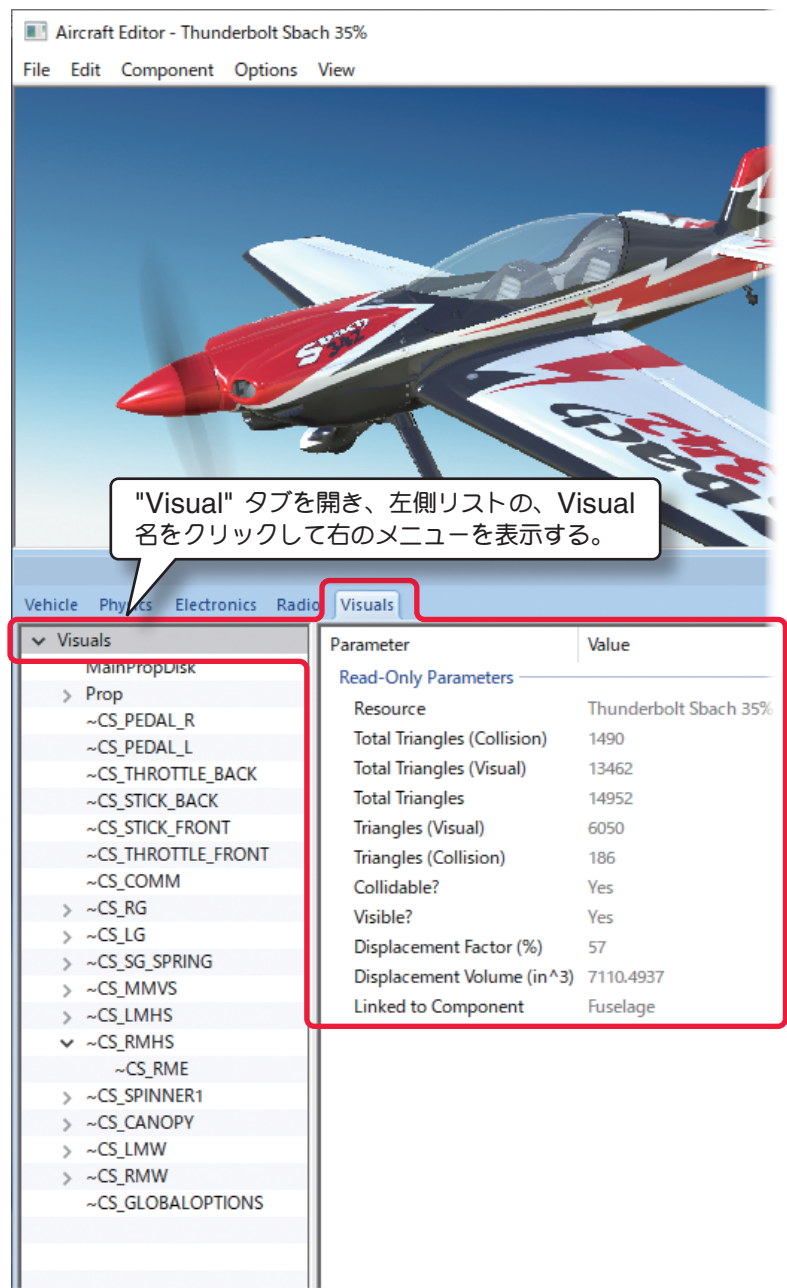 Aircraft Editor - Thunderbolt Sbach 35%
File Edit Component Options View
Sbach
342
Sbach
342
"Visual" タブを開き、左側リストの、Visual
名をクリックして右のメニューを表示する。
Vehicle Physics Electronics Radio Visuals
Visuals
MainPropDisk
Prop
~CS_PEDAL_R
~CS_PEDAL_L
~CS_THROTTLE_BACK
~CS_STICK_BACK
~CS_STICK_FRONT
~CS_THROTTLE_FRONT
~CS_COMM
~CS_RG
~CS_LG
~CS_SG_SPRING
~CS_MMVS
~CS_LMHS
~CS_RMHS
~CS_RME
~CS_SPINNER1
~CS_CANOPY
~CS_LMW
~CS_RMW
~CS_GLOBALOPTIONS
Parameter Value
Read-Only Parameters
Resource Thunderbolt Sbach 35%
Total Triangles (Collision) 1490
Total Triangles (Visual) 13462
Total Triangles 14952
Triangles (Visual) 6050
Triangles (Collision) 186
Collidable? Yes
Visible? Yes
Displacement Factor (%) 57
Displacement Volume (in^3) 7110.4937
Linked to Component Fuselage